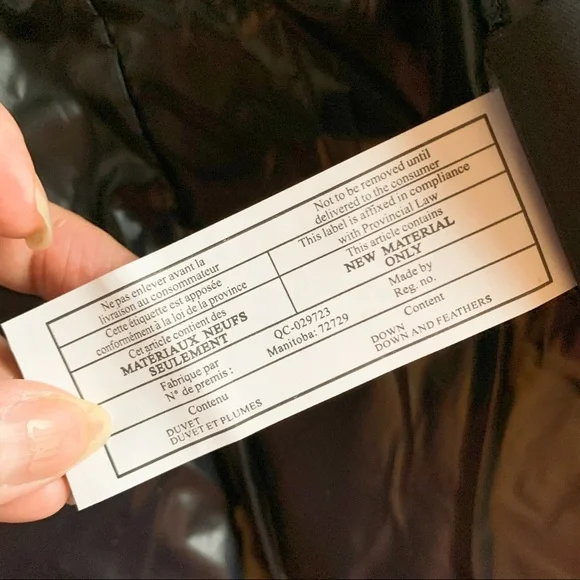 Ne pas enlever avant la
livraison au consommateur
Not to be removed until
delivered to the consumer
Cette étiquette est apposée
conformément à la loi de la province
This label is affixed in compliance
with Provincial Law
Cet article contient des
MATÉRIAUX NEUFS
SEULEMENT
This article contains
NEW MATERIAL
ONLY
Fabrique par
N° de premis :
QC-029723
Manitoba: 72729
Made by
Reg. no.
Contenu
Content
DUVET
DUVET ET PLUMES
DOWN
DOWN AND FEATHERS